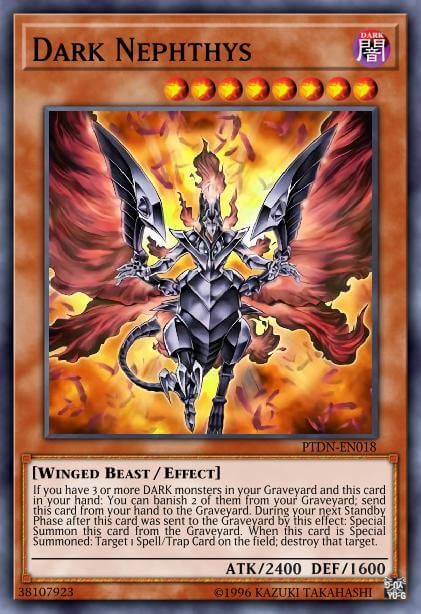 DARK NEPHTHYS
DARK
闇
PTDN-EN018
[WINGED BEAST / EFFECT]
If you have 3 or more DARK monsters in your Graveyard and this card
in your hand: You can banish 2 of them from your Graveyard; send
this card from your hand to the Graveyard. During your next Standby
Phase after this card was sent to the Graveyard by this effect: Special
Summon this card from the Graveyard. When this card is Special
Summoned: Target 1 Spell/Trap Card on the field; destroy that target.
ATK/2400 DEF/1600
38107923
©1996 KAZUKI TAKAHASHI